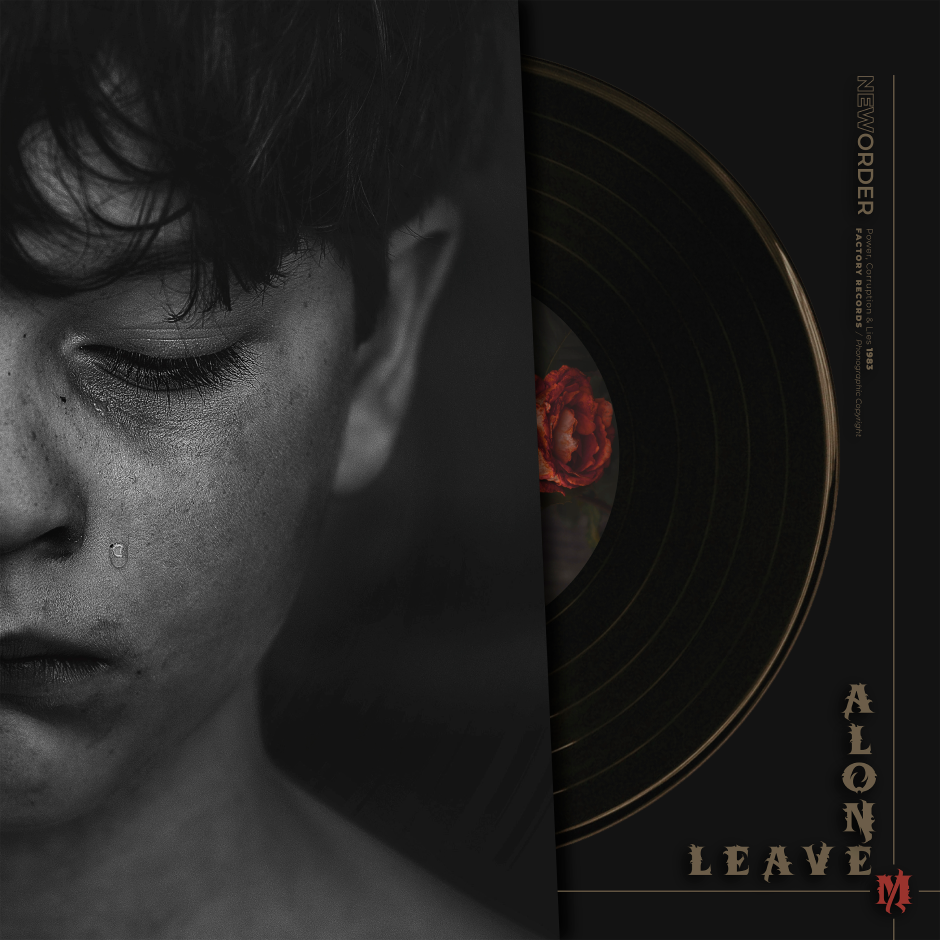 NEWORDER
Power, Corruption & Lies 1983
FACTORY RECORDS / Phonographic Copyright
LEAVE
M
ALONE